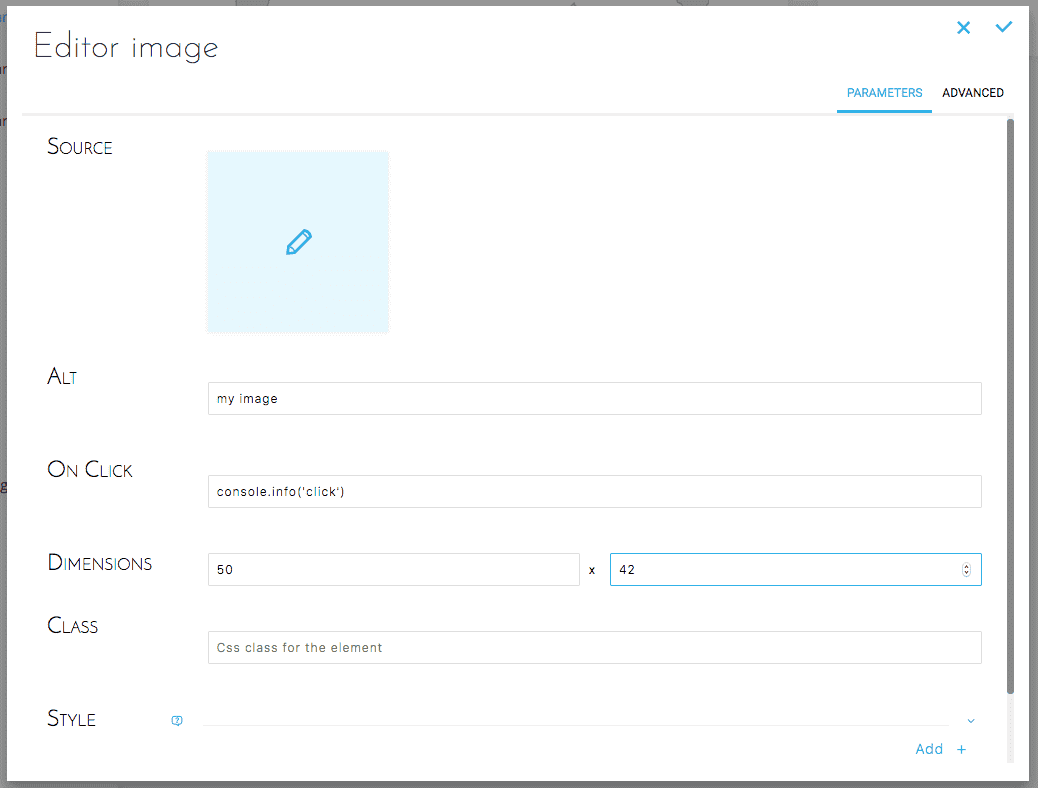 Editor image
PARAMETERS ADVANCED
Source
Alt
my image
On Click
console.info('click')
Dimensions
50 x 42
Class
Css class for the element
Style
Add +